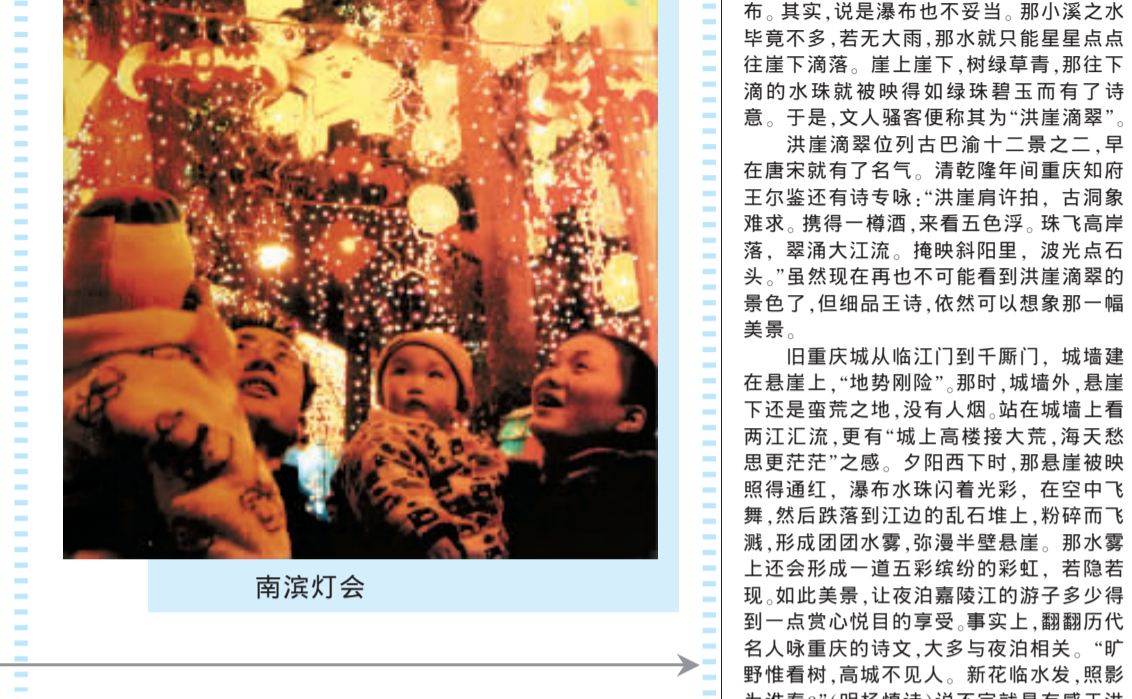 南滨灯会
布。其实,说是瀑布也不妥当。那小溪之水
毕竟不多,若无大雨,那水就只能星星点点
往崖下滴落。崖上崖下,树绿草青,那往下
滴的水珠就被映得如绿珠碧玉而有了诗
意。于是,文人骚客便称其为“洪崖滴翠”。
洪崖滴翠位列古巴渝十二景之二,早
在唐宋就有了名气。清乾隆年间重庆知府
王尔鉴还有诗专咏:“洪崖肩许拍,古洞象
难求。携得一樽酒,来看五色浮。珠飞高岸
落,翠涌大江流。掩映斜阳里,波光点石
头。”虽然现在再也不可能看到洪崖滴翠的
景色了,但细品王诗,依然可以想象那一幅
美景。
旧重庆城从临江门到千厮门,城墙建
在悬崖上,“地势刚险”。那时,城墙外,悬崖
下还是蛮荒之地,没有人烟。站在城墙上看
两江汇流,更有“城上高楼接大荒,海天愁
思更茫茫”之感。夕阳西下时,那悬崖被映
照得通红,瀑布水珠闪着光彩,在空中飞
舞,然后跌落到江边的乱石堆上,粉碎而飞
溅,形成团团水雾,弥漫半壁悬崖。那水雾
上还会形成一道五彩缤纷的彩虹,若隐若
现。如此美景,让夜泊嘉陵江的游子多少得
到一点赏心悦目的享受。事实上,翻翻历代
名人咏重庆的诗文,大多与夜泊相关。“旷
野惟看树,高城不见人。新花临水发,照影